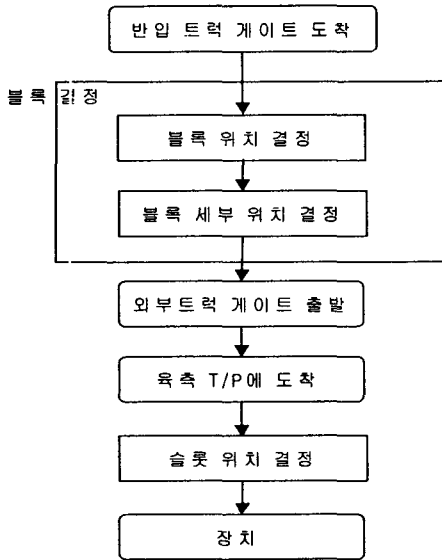 반입 트럭 게이트 도착
블록 결정
블록 위치 결정
블록 세부 위치 결정
외부트럭 게이트 출발
육측 T/P에 도착
슬롯 위치 결정
장치